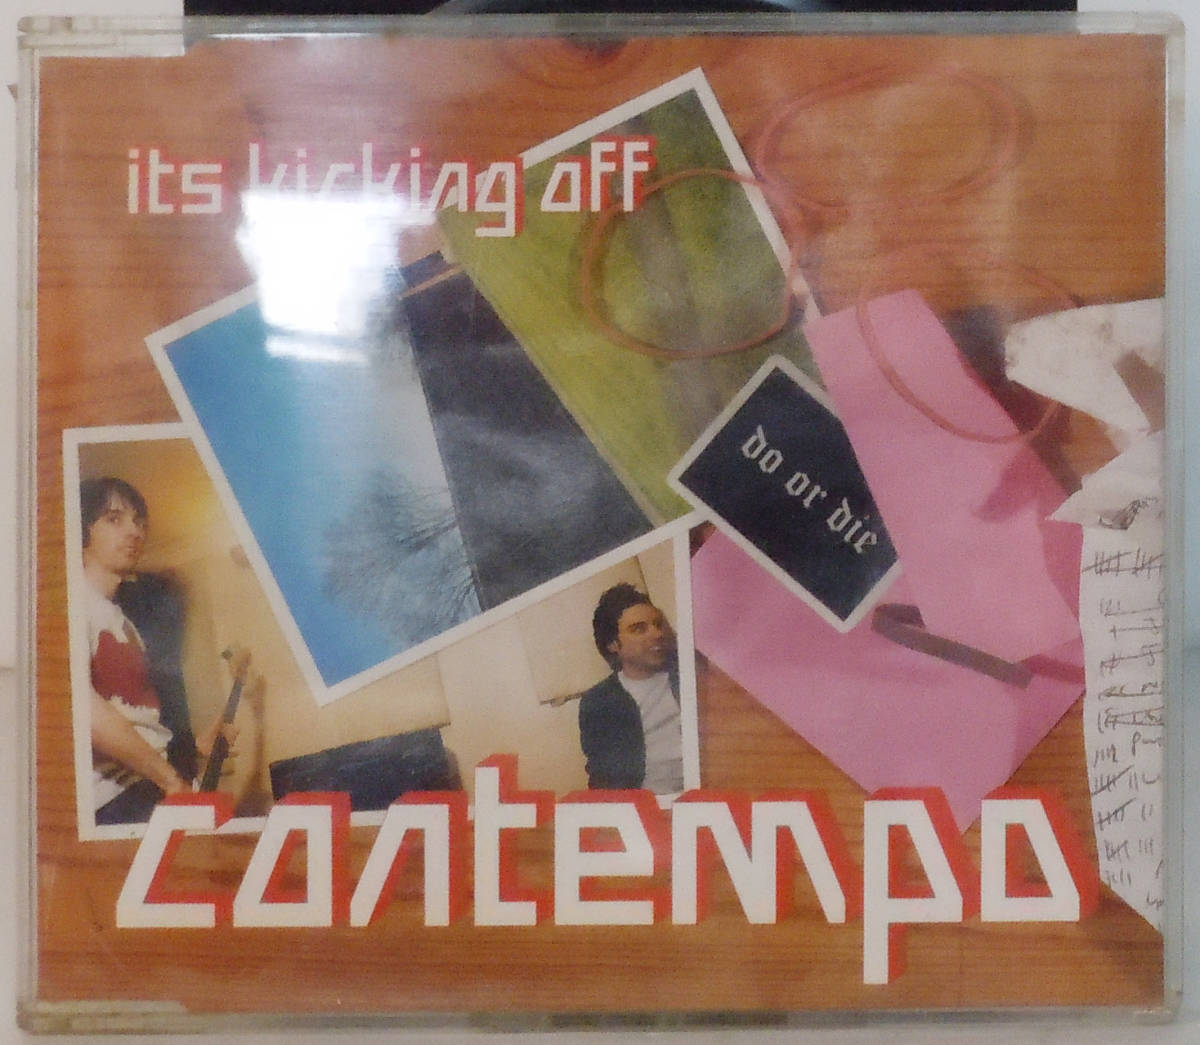 its kicking off
do or die
contempo